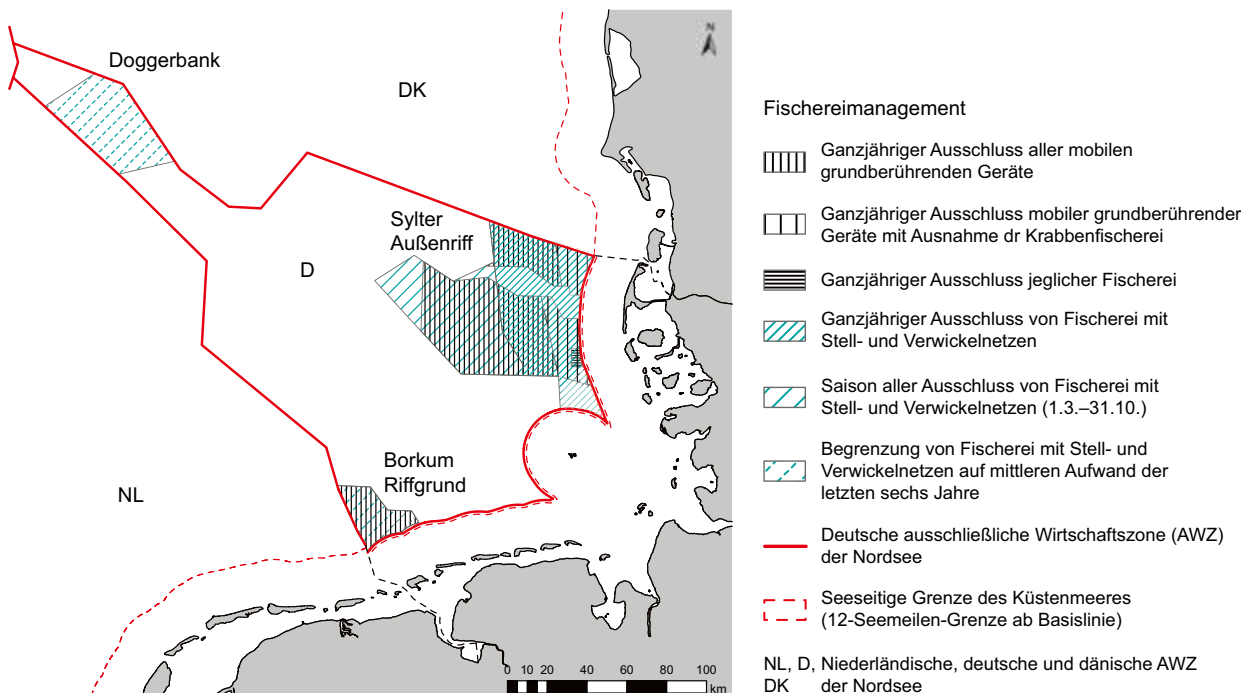 Doggerbank
DK
N
Sylter
Außenriff
D
Borkum
Riffgrund
NL
0 10 20 40 60 80 100
km
Fischereimanagement
Ganzjähriger Ausschluss aller mobilen
grundberührenden Geräte
Ganzjähriger Ausschluss mobiler grundberührender
Geräte mit Ausnahme dr Krabbenfischerei
Ganzjähriger Ausschluss jeglicher Fischerei
Ganzjähriger Ausschluss von Fischerei mit
Stell- und Verwickelnetzen
Saison aller Ausschluss von Fischerei mit
Stell- und Verwickelnetzen (1.3.–31.10.)
Begrenzung von Fischerei mit Stell- und
Verwickelnetzen auf mittleren Aufwand der
letzten sechs Jahre
Deutsche ausschließliche Wirtschaftszone (AWZ)
der Nordsee
Seeseitige Grenze des Küstenmeeres
(12-Seemeilen-Grenze ab Basislinie)
NL, D, Niederländische, deutsche und dänische AWZ
DK der Nordsee